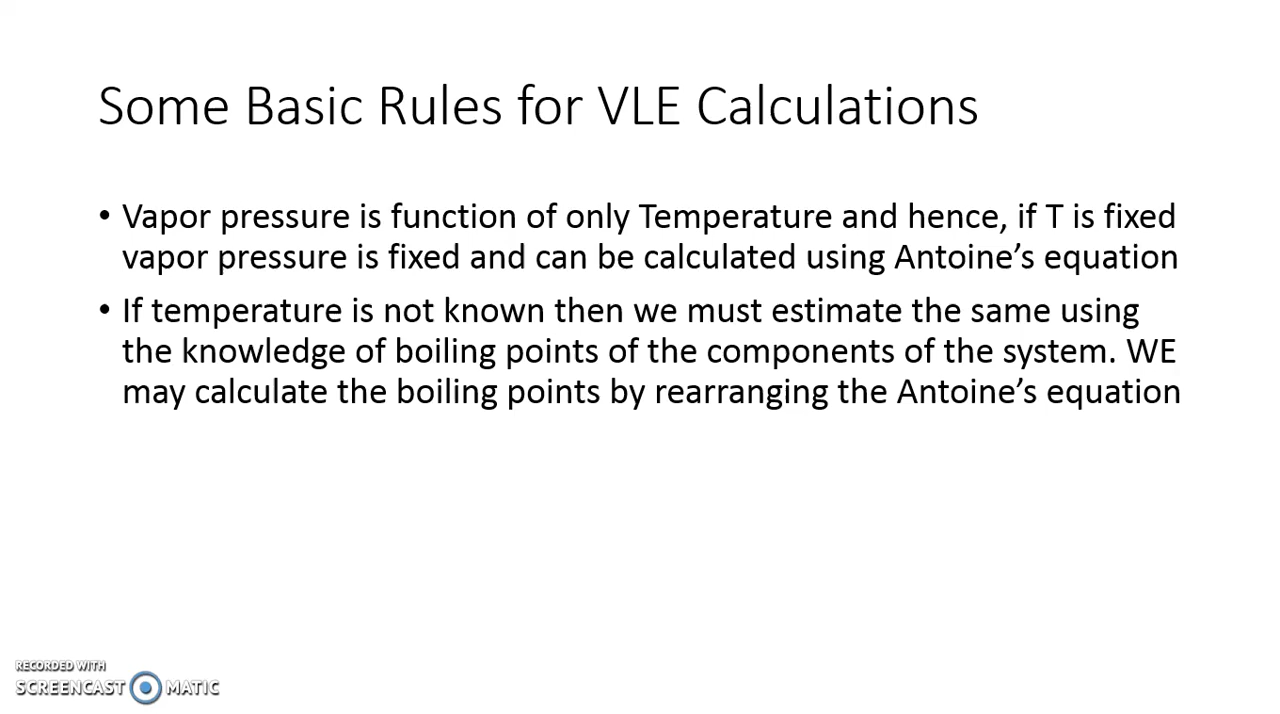 Some Basic Rules for VLE Calculations
• Vapor pressure is function of only Temperature and hence, if T is fixed
vapor pressure is fixed and can be calculated using Antoine’s equation
• If temperature is not known then we must estimate the same using
the knowledge of boiling points of the components of the system. WE
may calculate the boiling points by rearranging the Antoine’s equation
RECORDED WITH
SCREENCAST MATIC